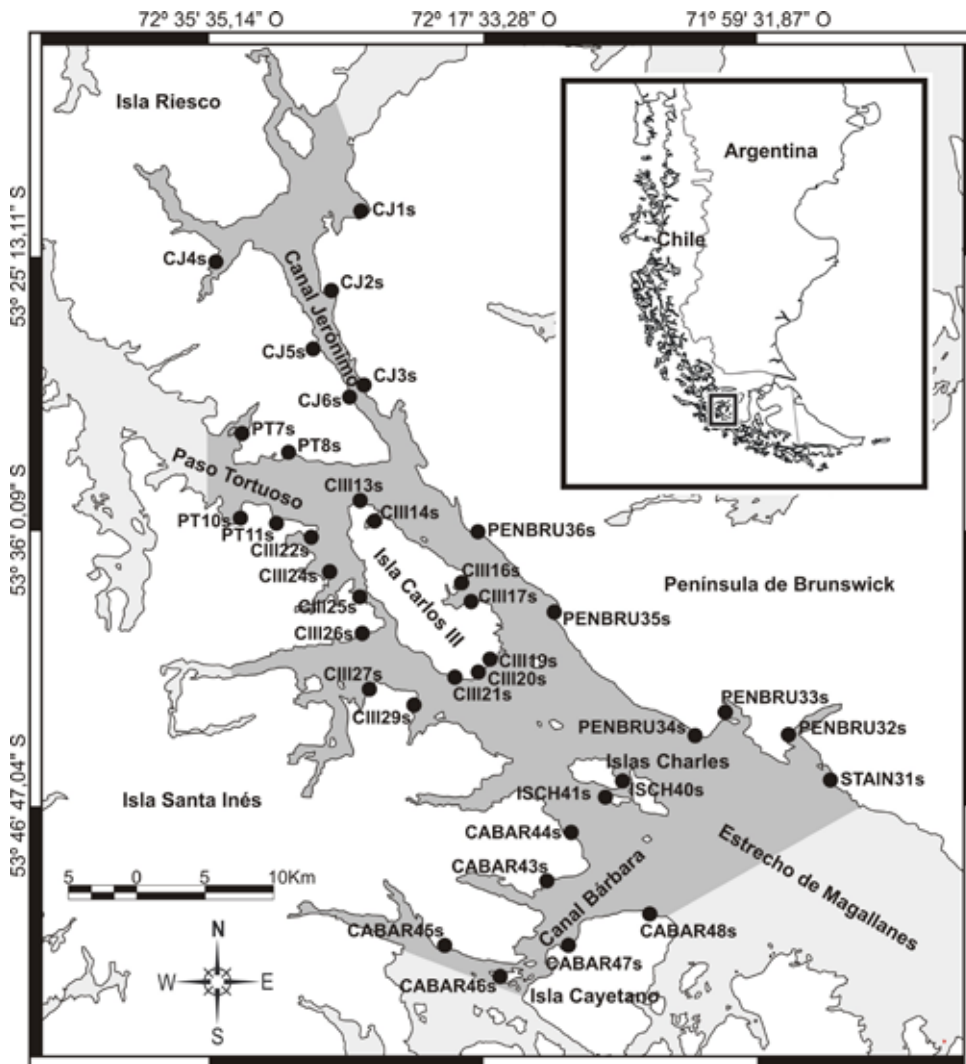 72º 35' 35,14" O
72º 17' 33,28" O
71º 59' 31,87" O
Isla Riesco
Argentina
Chile
53º 25' 13,11" S
CJ1s
CJ4s
CJ2s
Canal Jerónimo
CJ5s
CJ3s
CJ6s
PT7s
PT8s
Paso Tortuoso
CIII13s
CIII14s
53º 36' 0,09" S
PT10s
PT11s
PENBRU36s
CIII22s
CIII24s
CIII16s
CIII17s
Península de Brunswick
CIII25s
Isla Carlos III
PENBRU35s
CIII26s
CIII19s
CIII20s
CIII27s
CIII21s
CIII29s
PENBRU33s
PENBRU34s
PENBRU32s
Islas Charles
STAIN31s
53º 46' 47,04" S
Isla Santa Inés
ISCH41s
ISCH40s
CABAR44s
CABAR43s
Estrecho de Magallanes
Canal Bárbara
5 0 5 10Km
CABAR45s
CABAR48s
CABAR47s
CABAR46s
Isla Cayetano
N
W E
S